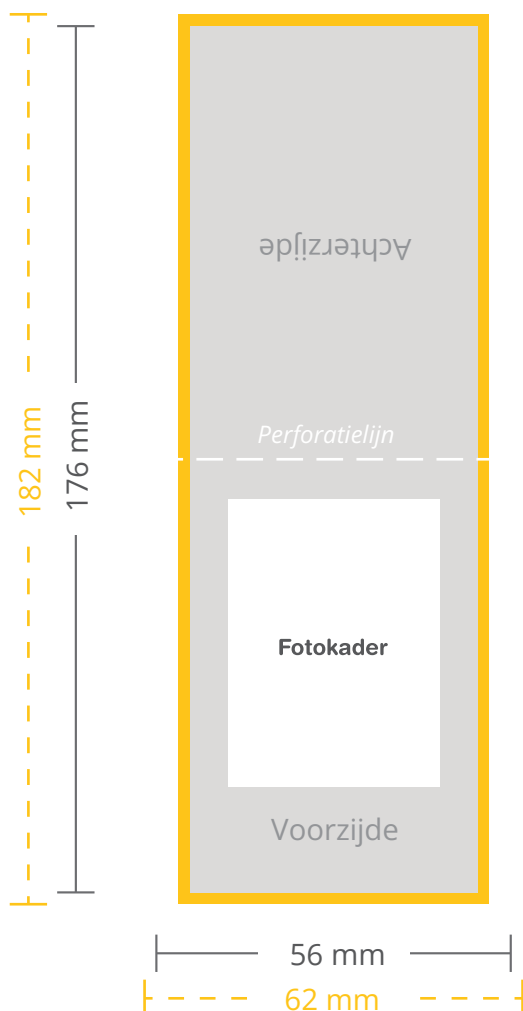 Achterzijde
Perforatielijn
182 mm
176 mm
Fotokader
Voorzijde
56 mm
62 mm